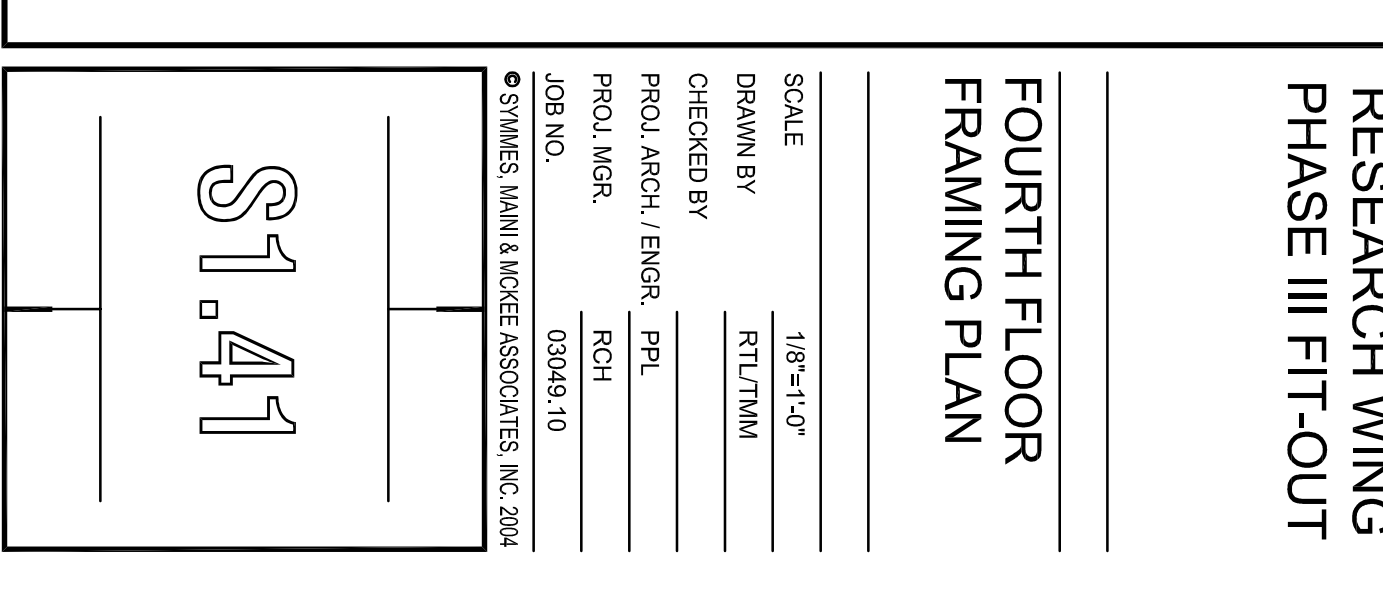 RESEARCH WING
PHASE III FIT-OUT
FOURTH FLOOR
FRAMING PLAN
SCALE 1/8"=1'-0"
DRAWN BY RTL/TMM
CHECKED BY
PROJ. ARCH. / ENGR. PPL
PROJ. MGR. RCH
JOB NO. 03049.10
© SYMMES, MAINI & MCKEE ASSOCIATES, INC. 2004
S1.41